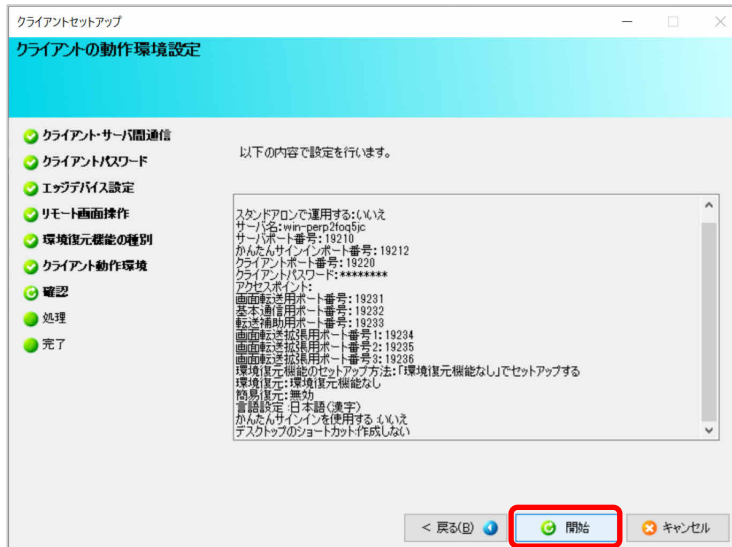 クライアントセットアップ
クライアントの動作環境設定
クライアント・サーバ間通信
クライアントパスワード
エッジデバイス設定
リモート画面操作
環境復元機能の種別
クライアント動作環境
確認
処理
完了
以下の内容で設定を行います。
スタンドアロンで運用する:いいえ
サーバ名:win-perp2foq5jc
サーバポート番号:19210
かんたんサインインポート番号:19212
クライアントポート番号:19220
クライアントパスワード:********
アクセスポイント:
画面転送用ポート番号:19231
基本通信用ポート番号:19232
転送補助用ポート番号:19233
画面転送拡張用ポート番号1:19234
画面転送拡張用ポート番号2:19235
画面転送拡張用ポート番号3:19236
環境復元機能のセットアップ方法:「環境復元機能なし」でセットアップする
環境復元:環境復元機能なし
簡易復元:無効
言語設定:日本語(漢字)
かんたんサインインを使用する:いいえ
デスクトップのショートカット:作成しない
< 戻る(B)
開始
キャンセル